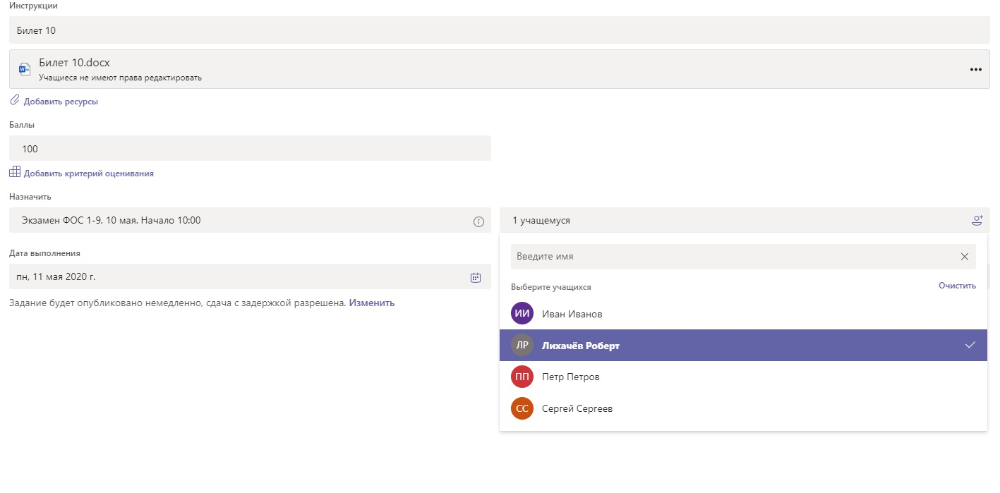 Инструкции
Билет 10
Билет 10.docx
Учащиеся не имеют права редактировать
Добавить ресурсы
Баллы
100
Добавить критерий оценивания
Назначить
Экзамен ФОС 1-9, 10 мая. Начало 10:00
1 учащемуся
Дата выполнения
пн, 11 мая 2020 г.
Задание будет опубликовано немедленно, сдача с задержкой разрешена. Изменить
Введите имя
Выберите учащихся
Очистить
ИИ Иван Иванов
ЛР Лихачёв Роберт
ПП Петр Петров
СС Сергей Сергеев